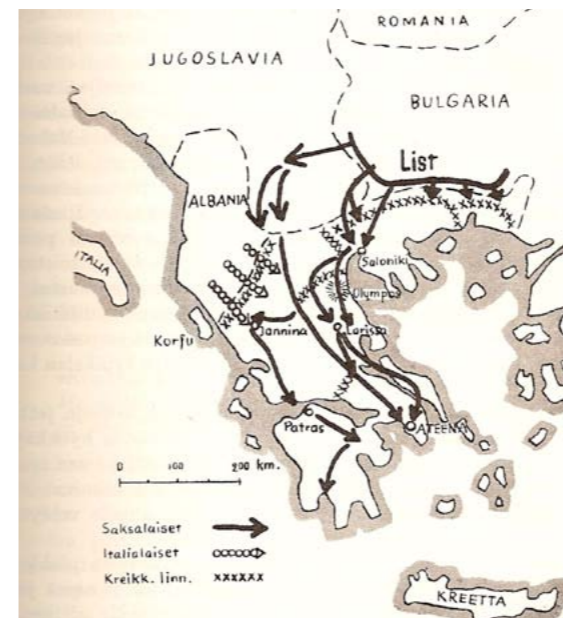 ROMANIA
JUGOSLAVIA
BULGARIA
List
ALBANIA
ITALIA
Saloniki
Olympos
Korfu
Jannina
Larissa
Patras
ATEENA
0 100 200 km.
Saksalaiset
Italialaiset
Kreikk. linn. xxxxxx
KREETTA